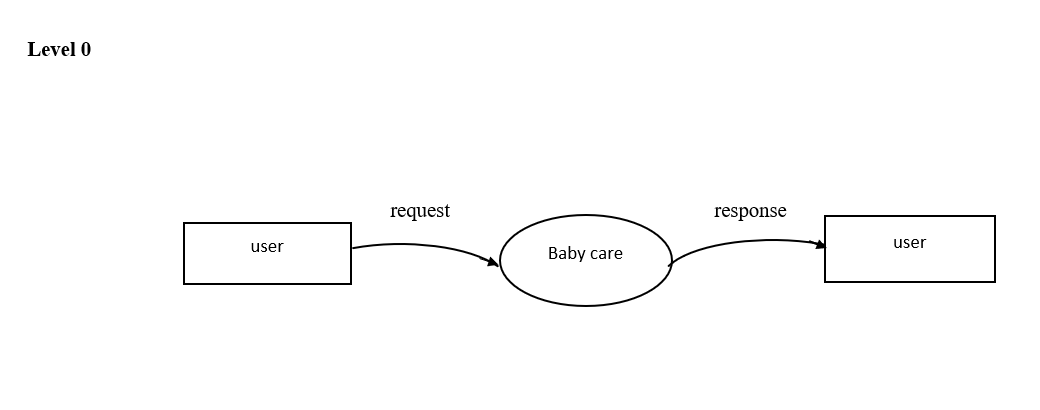 Level 0
request
response
user
Baby care
user